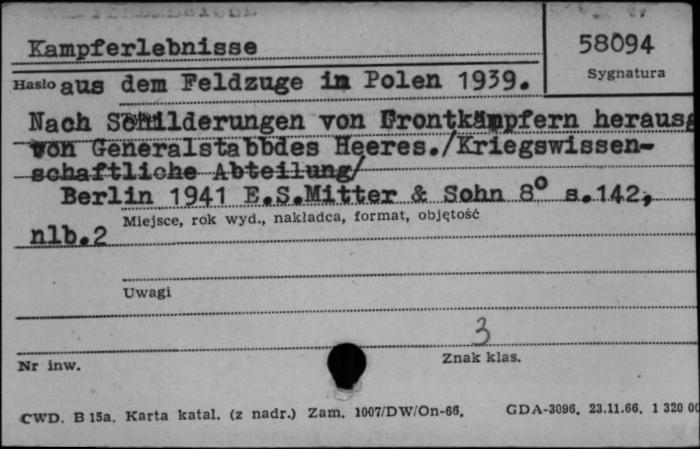 Kampferlebnisse
58094
Sygnatura
Hasło aus dem Feldzuge in Polen 1939.
Nach Schilderungen von Frontkämpfern herausg
von Generalstabbdes Heeres./Kriegswissen-
schaftliche Abteilung/
Berlin 1941 E.S.Mitter & Sohn 8° s.142,
Miejsce, rok wyd., nakładca, format, objętość
nlb.2
Uwagi
3
Nr inw.
Znak klas.
CWD. B 15a. Karta katal. (z nadr.) Zam. 1007/DW/On-66. GDA-3096. 23.11.66. 1 320 00